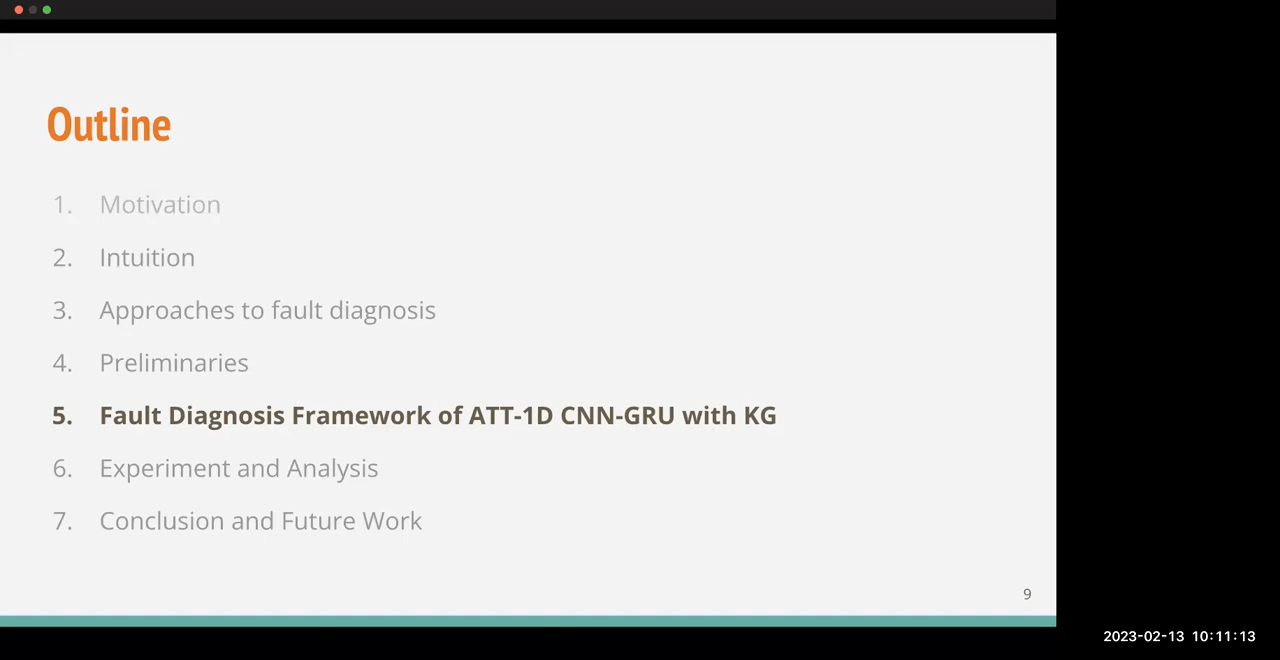 Outline
1. Motivation
2. Intuition
3. Approaches to fault diagnosis
4. Preliminaries
5. Fault Diagnosis Framework of ATT-1D CNN-GRU with KG
6. Experiment and Analysis
7. Conclusion and Future Work
9
2023-02-13 10:11:13